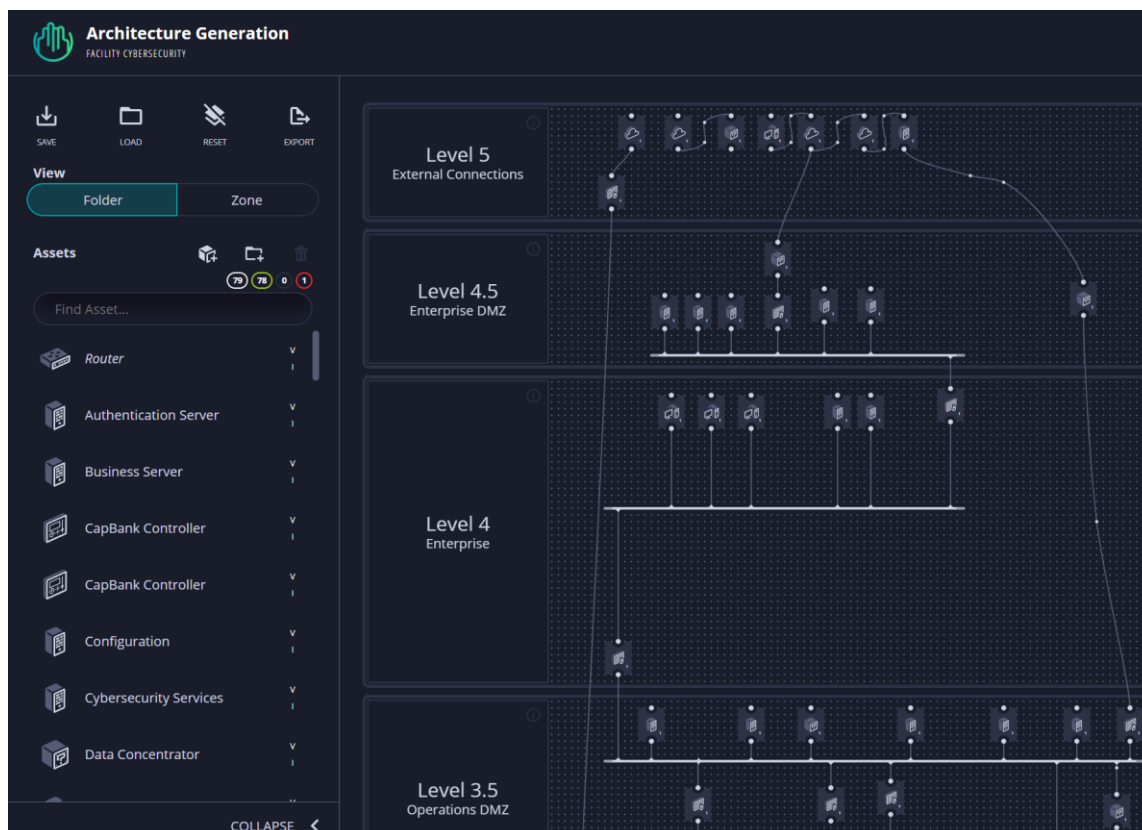 Architecture Generation
FACILITY CYBERSECURITY
SAVE
LOAD
RESET
EXPORT
View
Folder
Zone
Assets
79
78
0
1
Find Asset...
Router
V
I
Authentication Server
V
I
Business Server
V
I
CapBank Controller
V
I
CapBank Controller
V
I
Configuration
V
I
Cybersecurity Services
V
I
Data Concentrator
V
I
COLLAPSE
Level 5
External Connections
Level 4.5
Enterprise DMZ
Level 4
Enterprise
Level 3.5
Operations DMZ